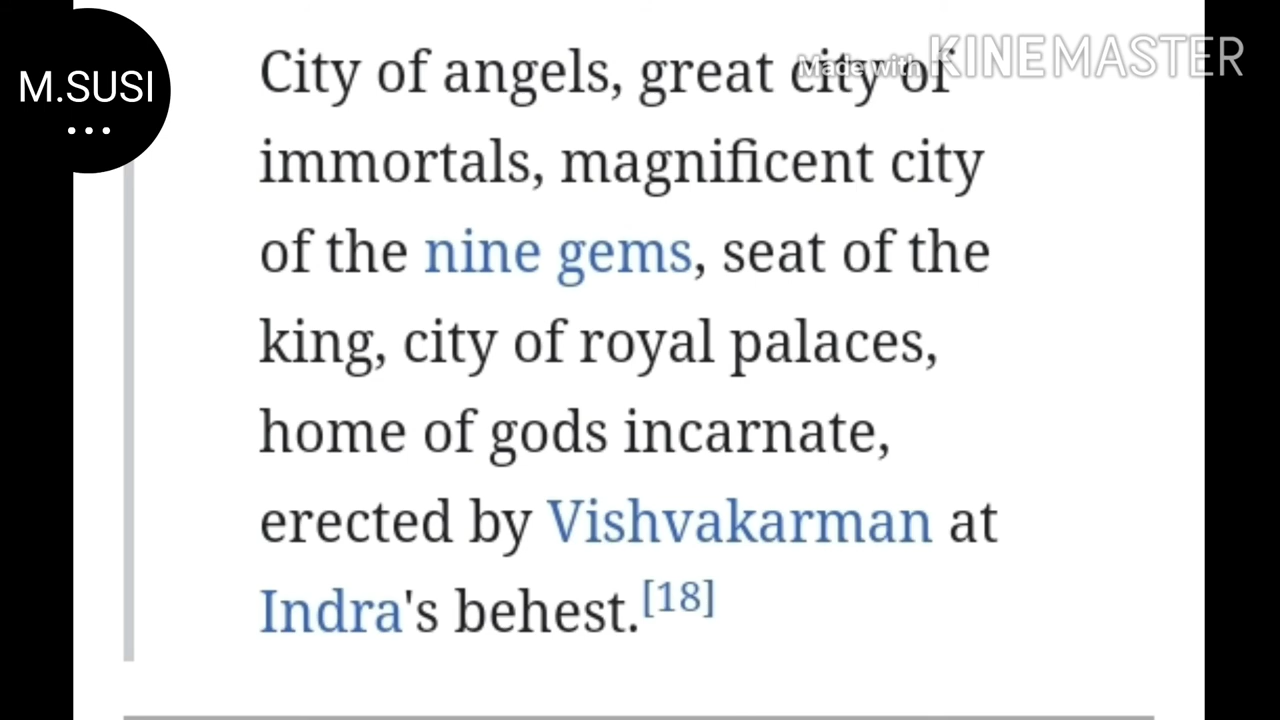 M.SUSI
...
Made with KINEMASTER
City of angels, great city of
immortals, magnificent city
of the nine gems, seat of the
king, city of royal palaces,
home of gods incarnate,
erected by Vishvakarman at
Indra's behest.[18]